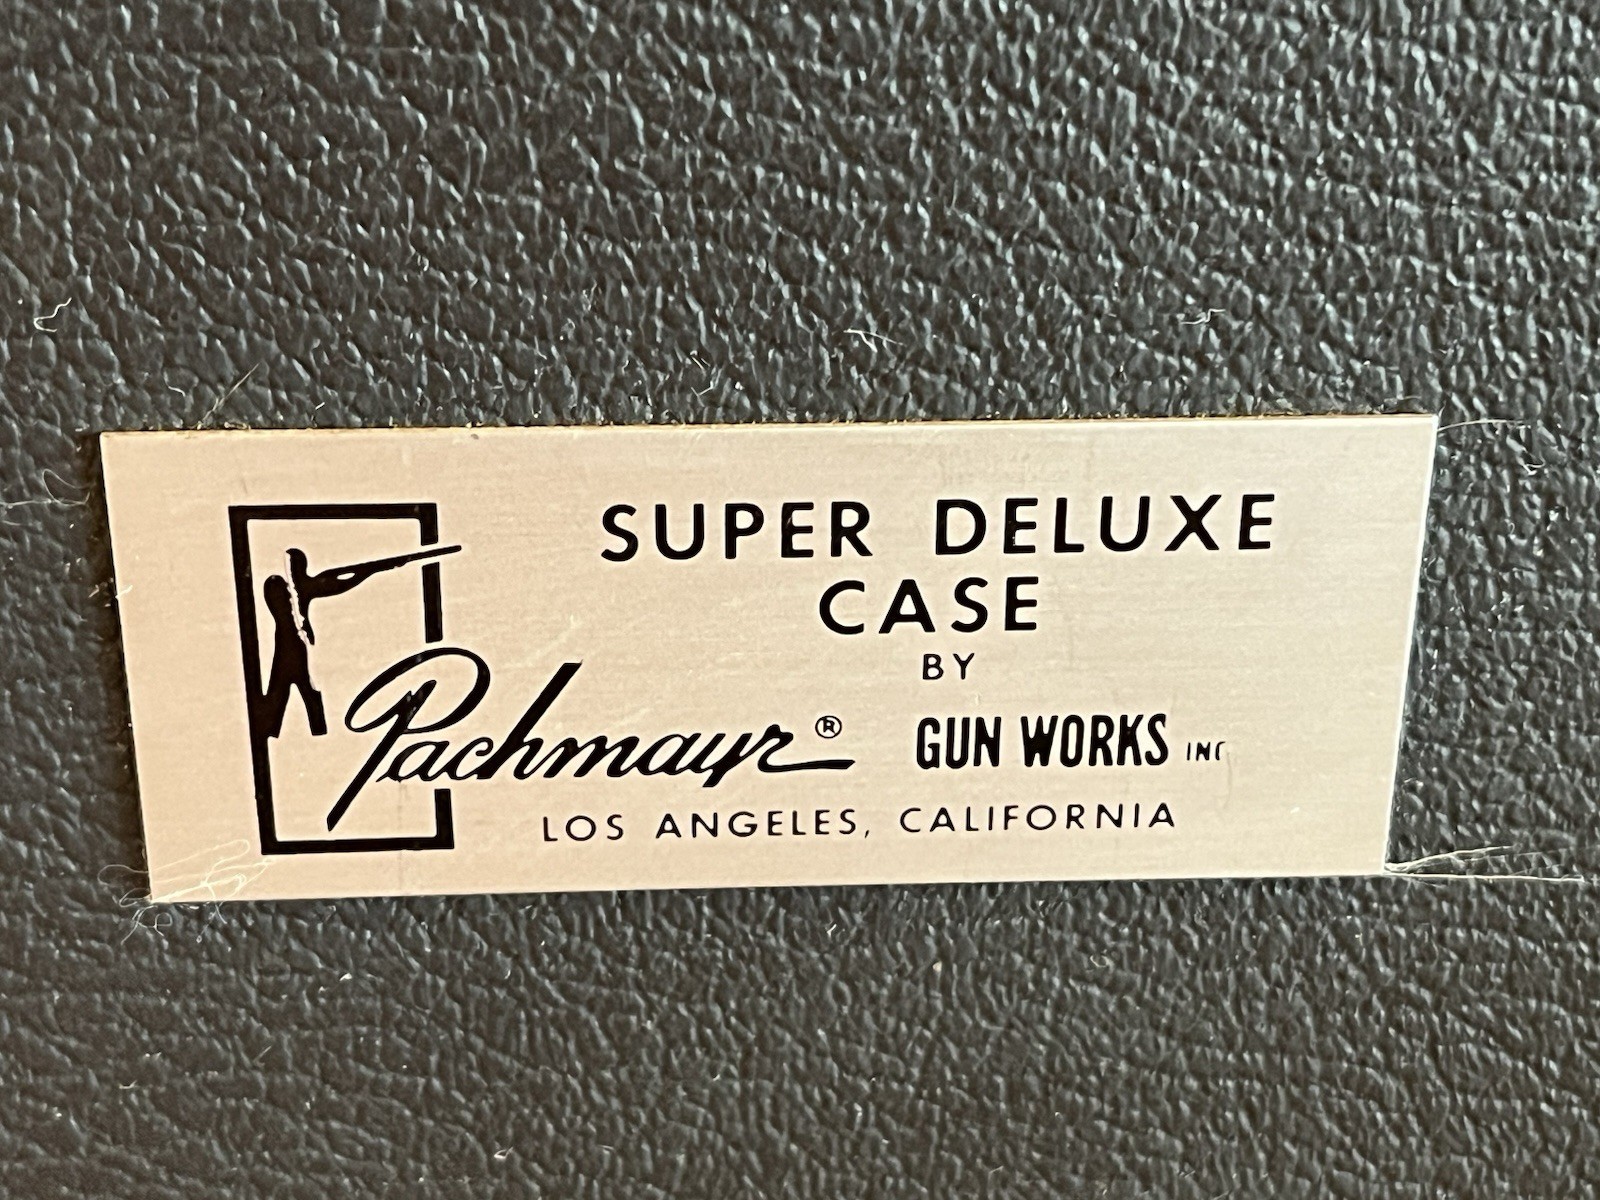 SUPER DELUXE
CASE
BY
Pachmayr® GUN WORKS INC
LOS ANGELES, CALIFORNIA